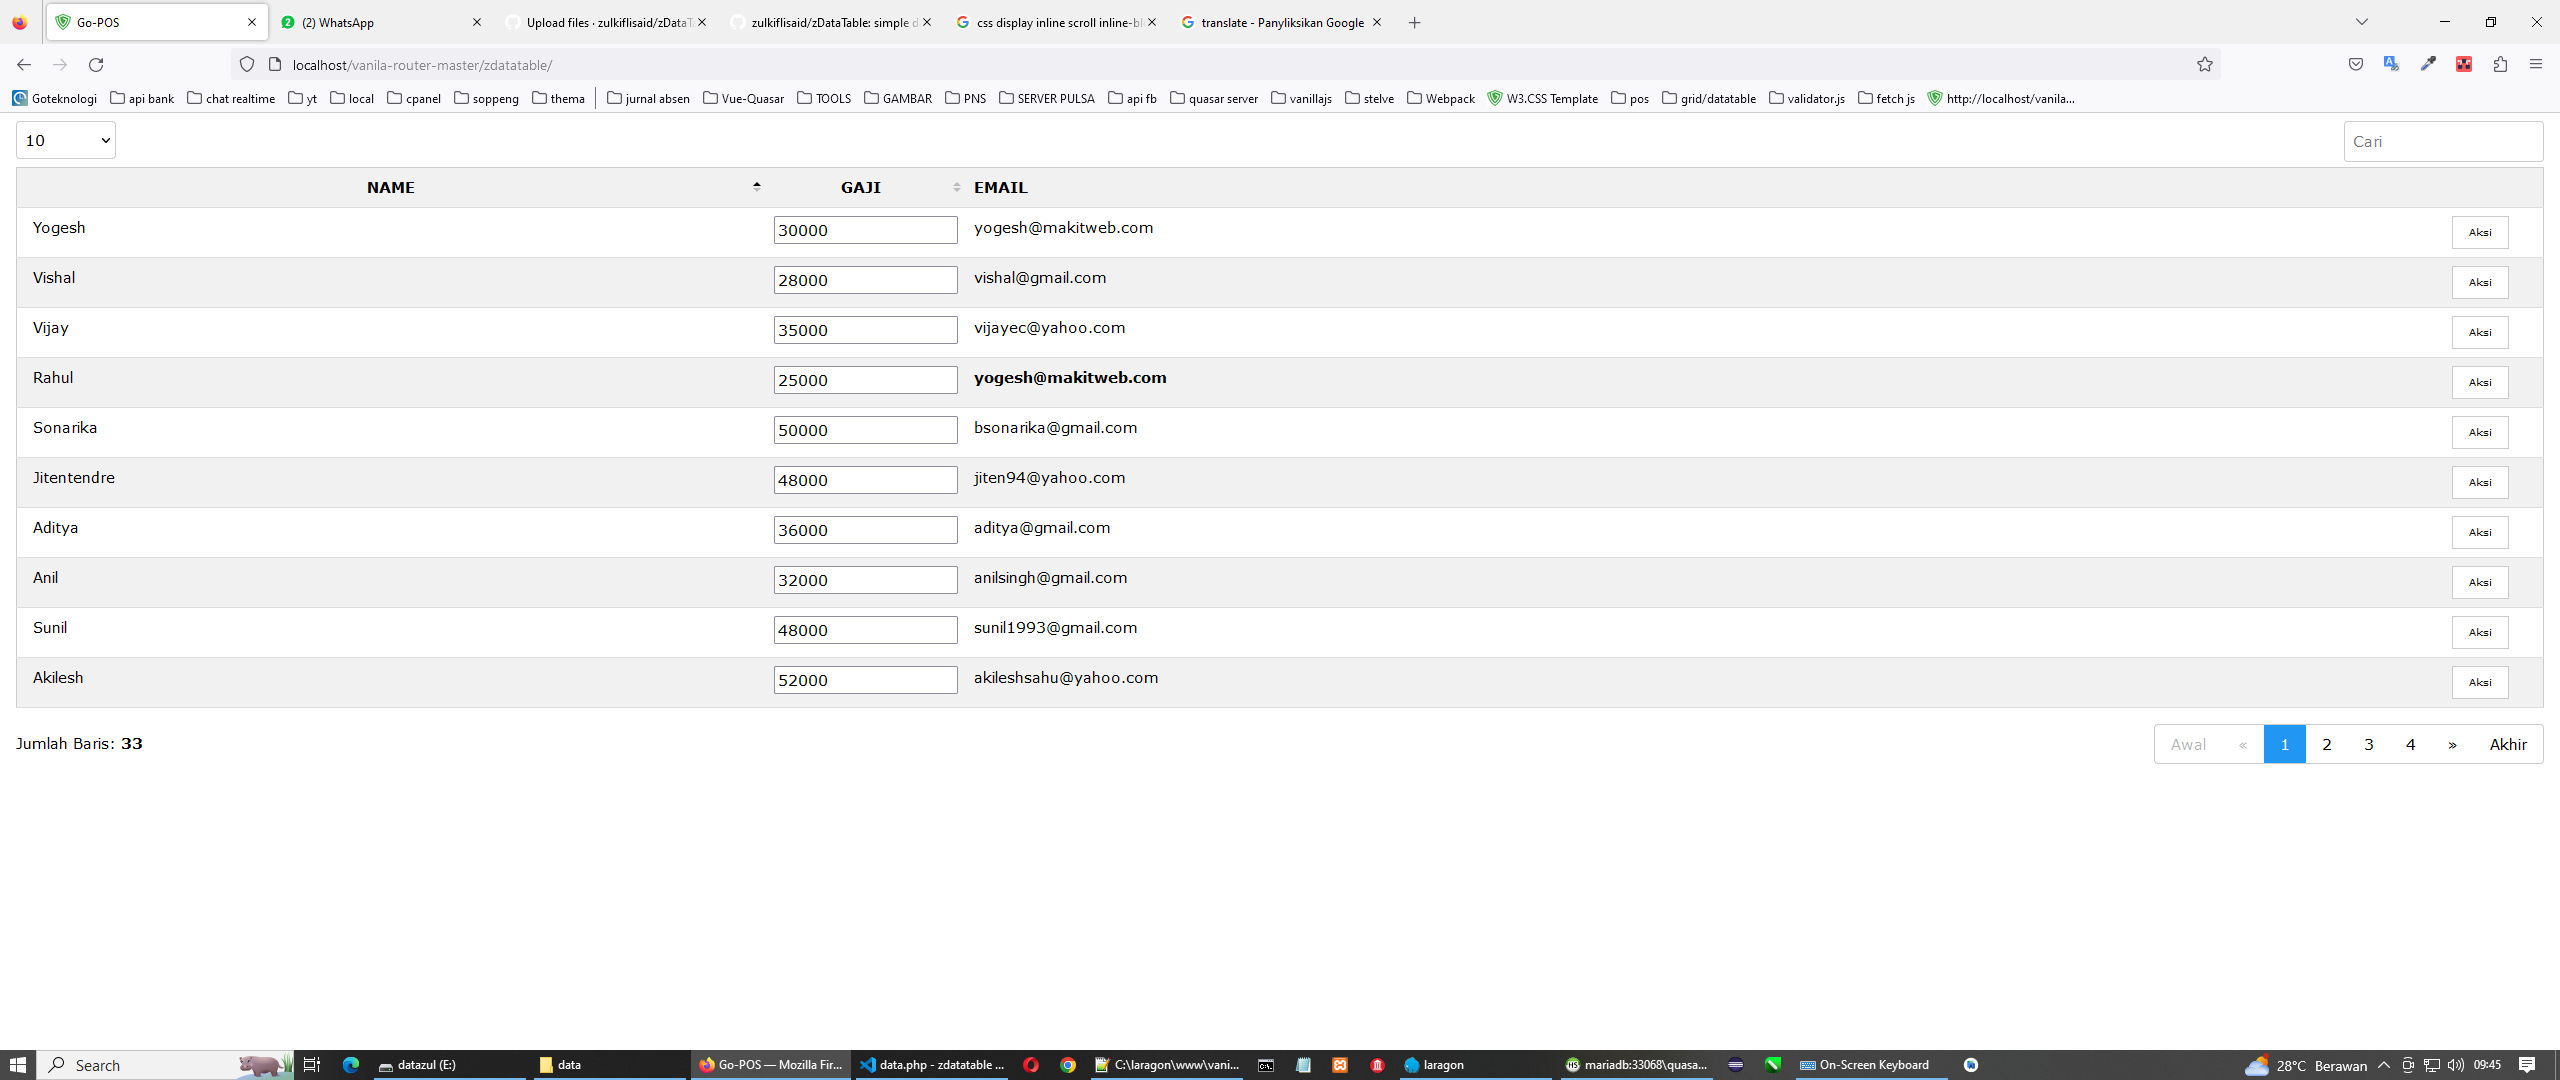 Go-POS
(2) WhatsApp
Upload files · zulkiflisaid/zDataT
zulkiflisaid/zDataTable: simple d
css display inline scroll inline-bl
translate - Panyliksikan Google
localhost/vanila-router-master/zdatatable/
Goteknologi api bank chat realtime yt local cpanel soppeng thema jurnal absen Vue-Quasar TOOLS GAMBAR PNS SERVER PULSA api fb quasar server vanillajs stelve Webpack W3.CSS Template pos grid/datatable validator.js fetch js http://localhost/vanila...
10 Cari
NAME GAJI EMAIL
Yogesh 30000 yogesh@makitweb.com Aksi
Vishal 28000 vishal@gmail.com Aksi
Vijay 35000 vijayec@yahoo.com Aksi
Rahul 25000 yogesh@makitweb.com Aksi
Sonarika 50000 bsonarika@gmail.com Aksi
Jitentendre 48000 jiten94@yahoo.com Aksi
Aditya 36000 aditya@gmail.com Aksi
Anil 32000 anilsingh@gmail.com Aksi
Sunil 48000 sunil1993@gmail.com Aksi
Akilesh 52000 akileshsahu@yahoo.com Aksi
Jumlah Baris: 33 Awal « 1 2 3 4 » Akhir
Search datazul (E:) data Go-POS — Mozilla Fir... data.php - zdatatable ... C:\laragon\www\vani... laragon mariadb:33068\quasa... On-Screen Keyboard 28°C Berawan 09:45